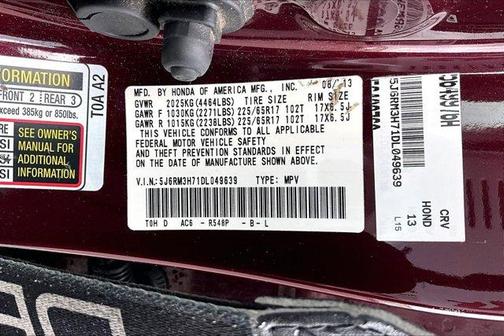 INFORMATION
FRONT 2 REAR 3
exceed 385kg or 850lbs.
SEE OWNER'S
MANUAL FOR
ADDITIONAL
INFORMATION
T0A A2
MFD. BY HONDA OF AMERICA MFG., INC. 08/13
GVWR 2025KG(4464LBS) TIRE SIZE RIM SIZE
GAWR F 1030KG(2271LBS) 225/65R17 102T 17X6.5J
GAWR R 1015KG(2238LBS) 225/65R17 102T 17X6.5J
THIS VEHICLE CONFORMS TO ALL APPLICABLE
FEDERAL MOTOR VEHICLE SAFETY
AND THEFT PREVENTION STANDARDS IN EFFECT
ON THE DATE OF MANUFACTURE SHOWN ABOVE.
V.I.N: 5J6RM3H71DL049639 TYPE: MPV
T0H D AC6 - R548P - B - L
5J6RM3H71DL049639
CRV
HOND
13
L15